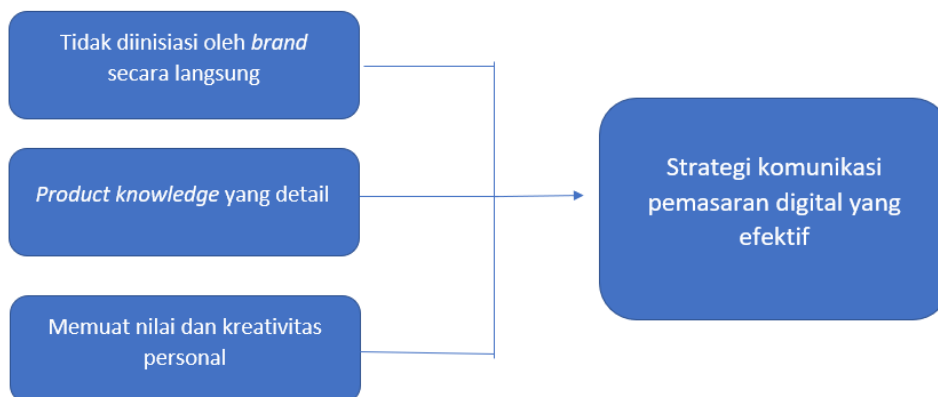 Tidak diinisiasi oleh brand
secara langsung
Product knowledge yang detail
Memuat nilai dan kreativitas
personal
Strategi komunikasi
pemasaran digital yang
efektif